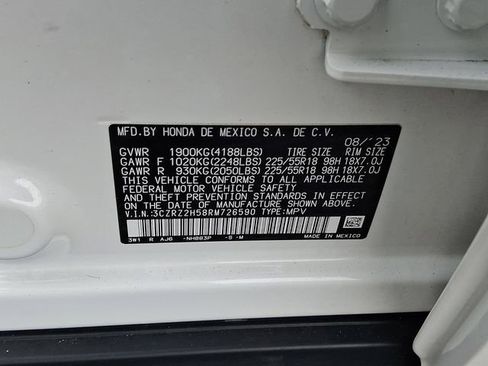 MFD.BY HONDA DE MEXICO S.A. DE C.V.
08/'23
GVWR 1900KG(4188LBS) TIRE SIZE RIM SIZE
GAWR F 1020KG(2248LBS) 225/55R18 98H 18X7.0J
GAWR R 930KG(2050LBS) 225/55R18 98H 18X7.0J
THIS VEHICLE CONFORMS TO ALL APPLICABLE
FEDERAL MOTOR VEHICLE SAFETY AND
THEFT PREVENTION STANDARDS IN EFFECT ON
THE DATE OF MANUFACTURE SHOWN ABOVE.
V.I.N.:3CZRZ2H58RM726590 TYPE:MPV
3W1 R AJ6 -NH883P -B -M MADE IN MEXICO